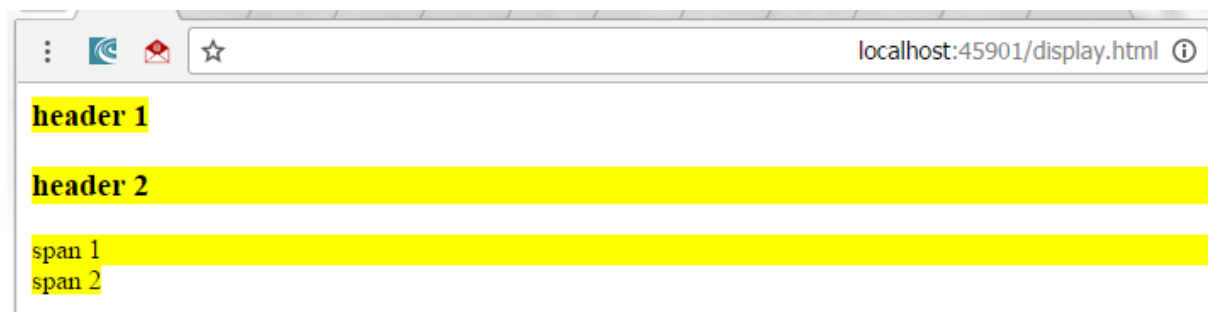 localhost:45901/display.html
header 1
header 2
span 1
span 2